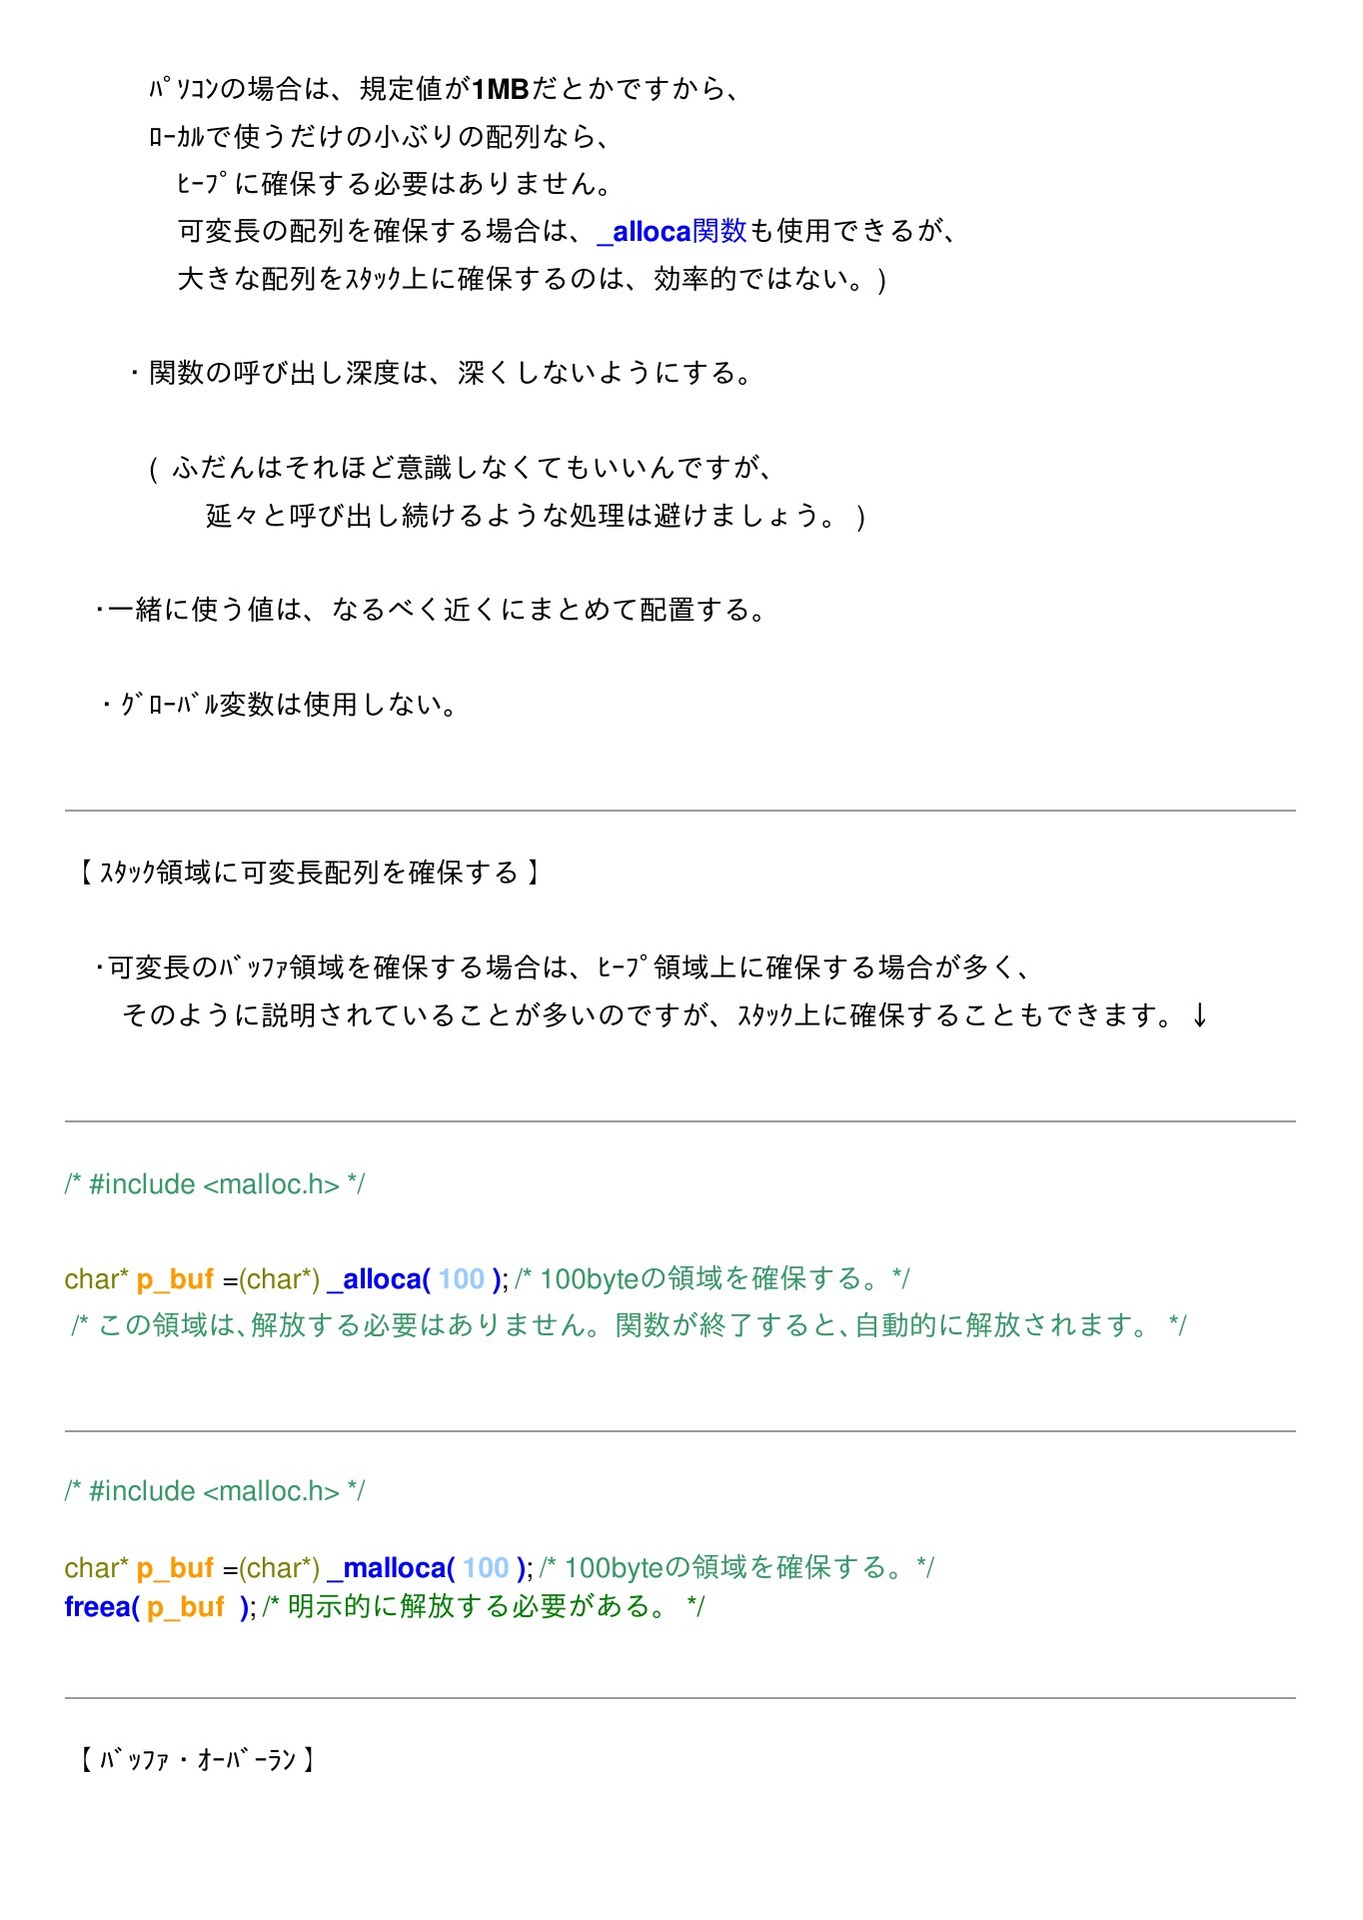 ﾊﾟｿｺﾝの場合は、規定値が1MBだとかですから、
ﾛｰｶﾙで使うだけの小ぶりの配列なら、
ﾋｰﾌﾟに確保する必要はありません。
可変長の配列を確保する場合は、_alloca関数も使用できるが、
大きな配列をｽﾀｯｸ上に確保するのは、効率的ではない。)
・関数の呼び出し深度は、深くしないようにする。
( ふだんはそれほど意識しなくてもいいんですが、
延々と呼び出し続けるような処理は避けましょう。 )
･一緒に使う値は、なるべく近くにまとめて配置する。
・ｸﾞﾛｰﾊﾞﾙ変数は使用しない。
【 ｽﾀｯｸ領域に可変長配列を確保する 】
･可変長のﾊﾞｯﾌｧ領域を確保する場合は、ﾋｰﾌﾟ領域上に確保する場合が多く、
そのように説明されていることが多いのですが、ｽﾀｯｸ上に確保することもできます。 ↓
/* #include <malloc.h> */
char* p_buf =(char*) _alloca( 100 ); /* 100byteの領域を確保する。*/
/* この領域は､解放する必要はありません。関数が終了すると､自動的に解放されます。 */
/* #include <malloc.h> */
char* p_buf =(char*) _malloca( 100 ); /* 100byteの領域を確保する。*/
freea( p_buf ); /* 明示的に解放する必要がある。 */
【 ﾊﾞｯﾌｧ・ｵｰﾊﾞｰﾗﾝ 】